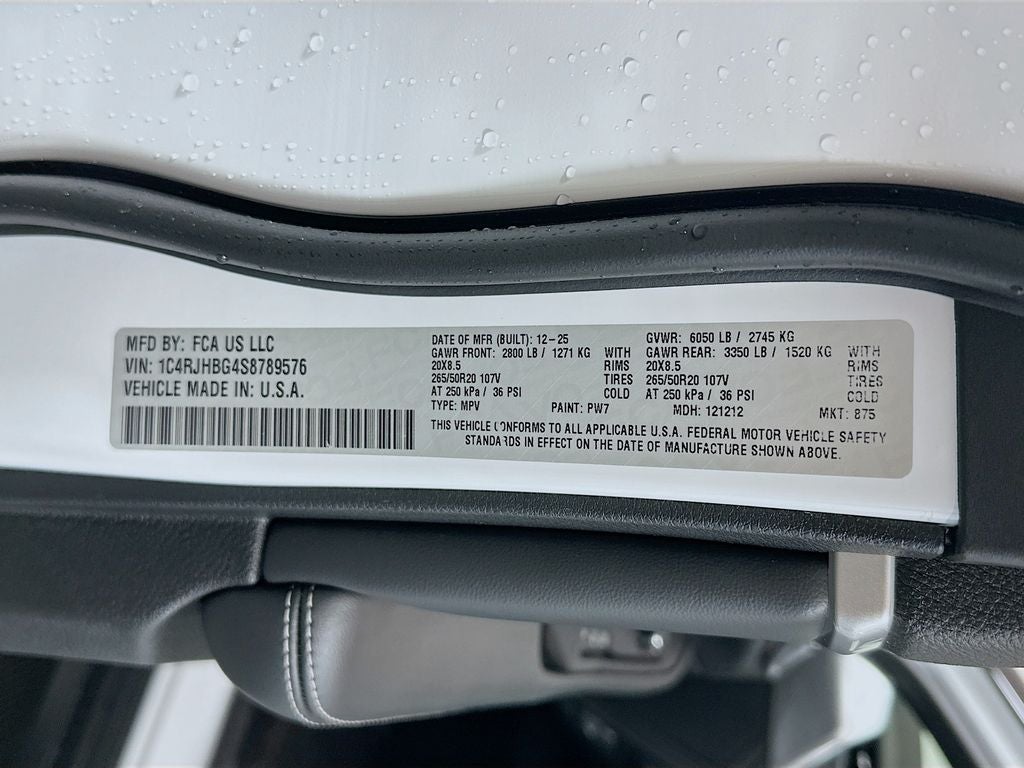 MFD BY: FCA US LLC
VIN: 1C4RJHBG4S8789576
VEHICLE MADE IN: U.S.A.
DATE OF MFR (BUILT): 12-25
GAWR FRONT: 2800 LB / 1271 KG WITH
20X8.5 RIMS
265/50R20 107V TIRES
AT 250 kPa / 36 PSI COLD
TYPE: MPV PAINT: PW7
GVWR: 6050 LB / 2745 KG
GAWR REAR: 3350 LB / 1520 KG WITH
20X8.5 RIMS
265/50R20 107V TIRES
AT 250 kPa / 36 PSI COLD
MDH: 121212 MKT: 875
THIS VEHICLE CONFORMS TO ALL APPLICABLE U.S.A. FEDERAL MOTOR VEHICLE SAFETY
STANDARDS IN EFFECT ON THE DATE OF MANUFACTURE SHOWN ABOVE.